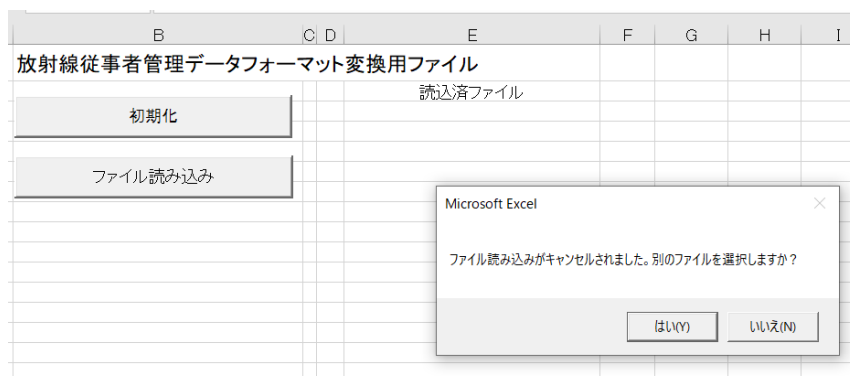 B C D E F G H I
放射線従事者管理データフォーマット変換用ファイル
読込済ファイル
初期化
ファイル読み込み
Microsoft Excel
ファイル読み込みがキャンセルされました。別のファイルを選択しますか？
はい(Y) いいえ(N)